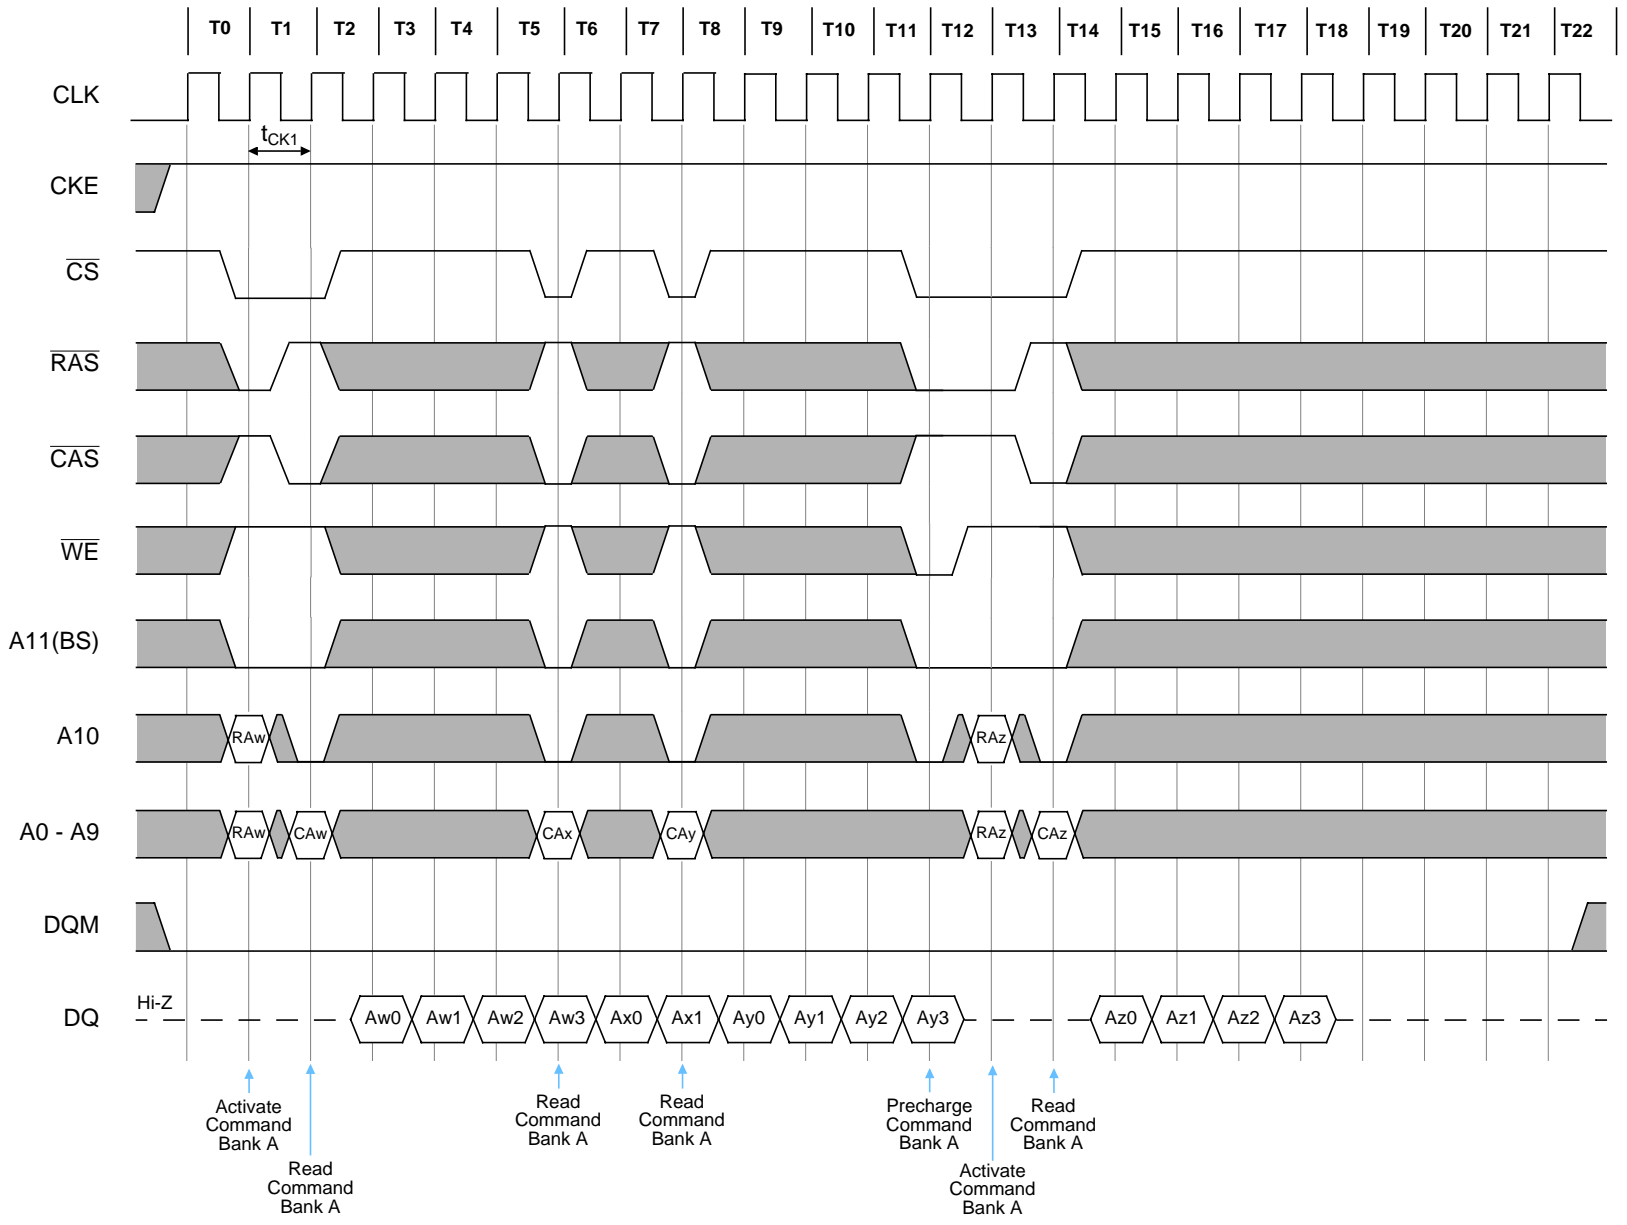 T0 T1 T2 T3 T4 T5 T6 T7 T8 T9 T10 T11 T12 T13 T14 T15 T16 T17 T18 T19 T20 T21 T22
CLK
tCK1
CKE
CS
RAS
CAS
WE
A11(BS)
A10
RAw RAz
A0 - A9
RAw CAw CAx CAy RAz CAz
DQM
Hi-Z
DQ
Aw0 Aw1 Aw2 Aw3 Ax0 Ax1 Ay0 Ay1 Ay2 Ay3 Az0 Az1 Az2 Az3
Activate
Command
Bank A
Read
Command
Bank A
Read
Command
Bank A
Read
Command
Bank A
Precharge
Command
Bank A
Activate
Command
Bank A
Read
Command
Bank A